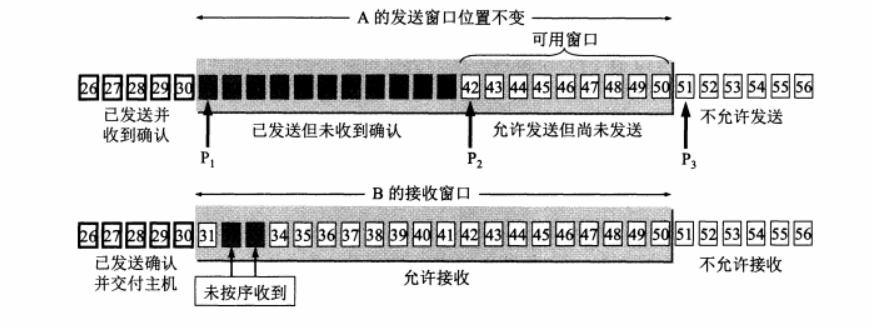 A 的发送窗口位置不变
可用窗口
26 27 28 29 30 42 43 44 45 46 47 48 49 50 51 52 53 54 55 56
已发送并
收到确认
已发送但未收到确认
允许发送但尚未发送
不允许发送
P1
P2
P3
B 的接收窗口
26 27 28 29 30 31 34 35 36 37 38 39 40 41 42 43 44 45 46 47 48 49 50 51 52 53 54 55 56
已发送确认
并交付主机
未按序收到
允许接收
不允许接收